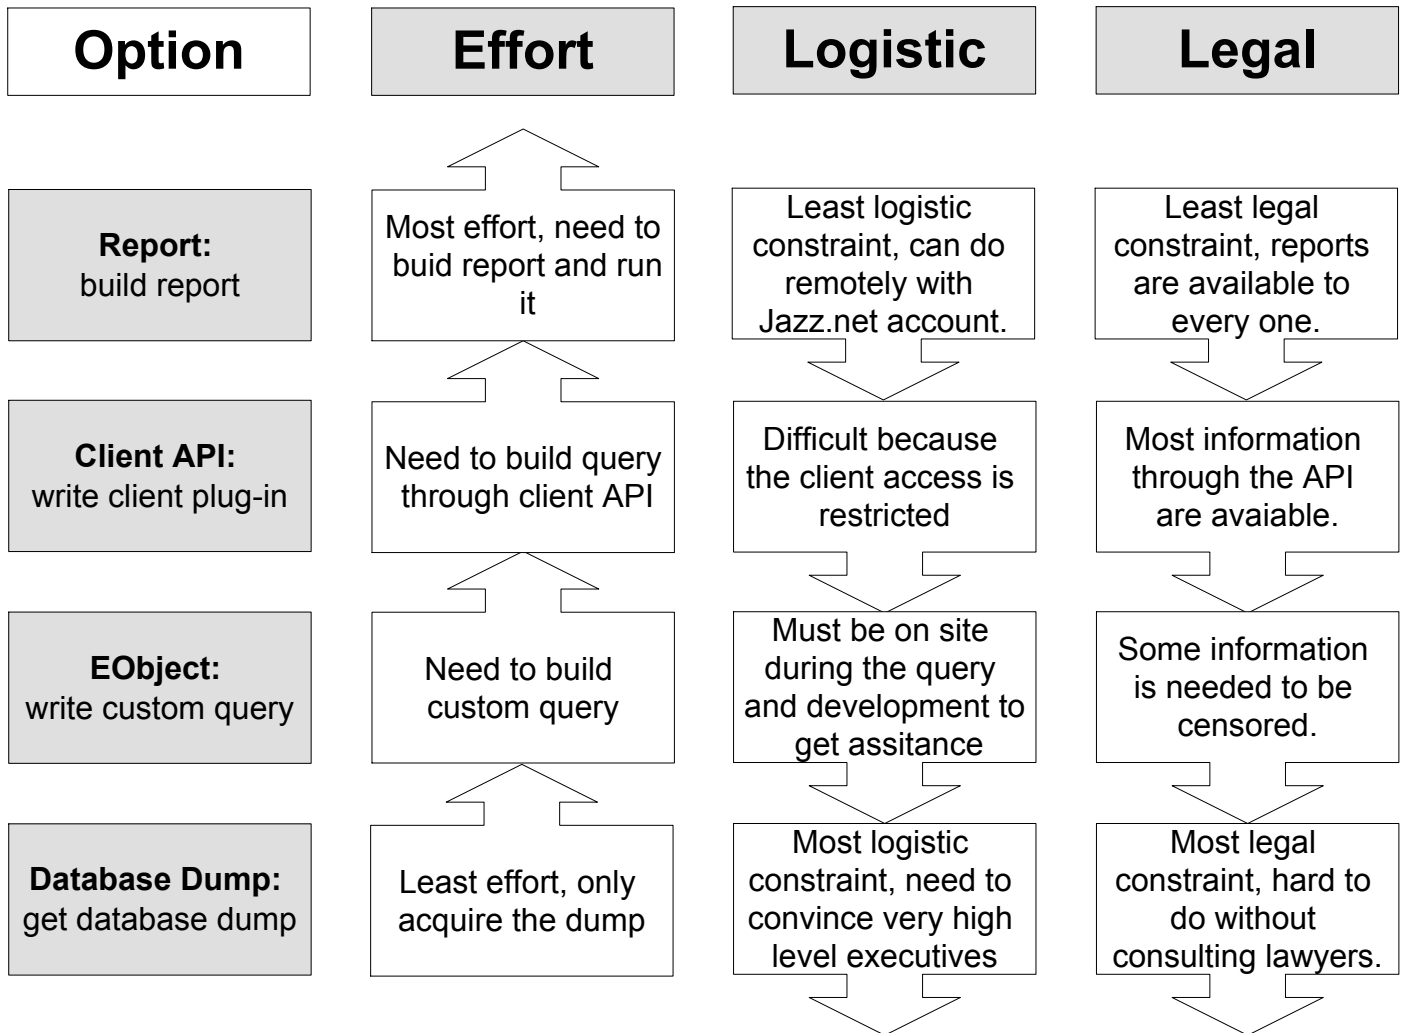 Option
Effort
Logistic
Legal
Report:
build report
Most effort, need to
buid report and run
it
Least logistic
constraint, can do
remotely with
Jazz.net account.
Least legal
constraint, reports
are available to
every one.
Client API:
write client plug-in
Need to build query
through client API
Difficult because
the client access is
restricted
Most information
through the API
are avaiable.
EObject:
write custom query
Need to build
custom query
Must be on site
during the query
and development to
get assitance
Some information
is needed to be
censored.
Database Dump:
get database dump
Least effort, only
acquire the dump
Most logistic
constraint, need to
convince very high
level executives
Most legal
constraint, hard to
do without
consulting lawyers.